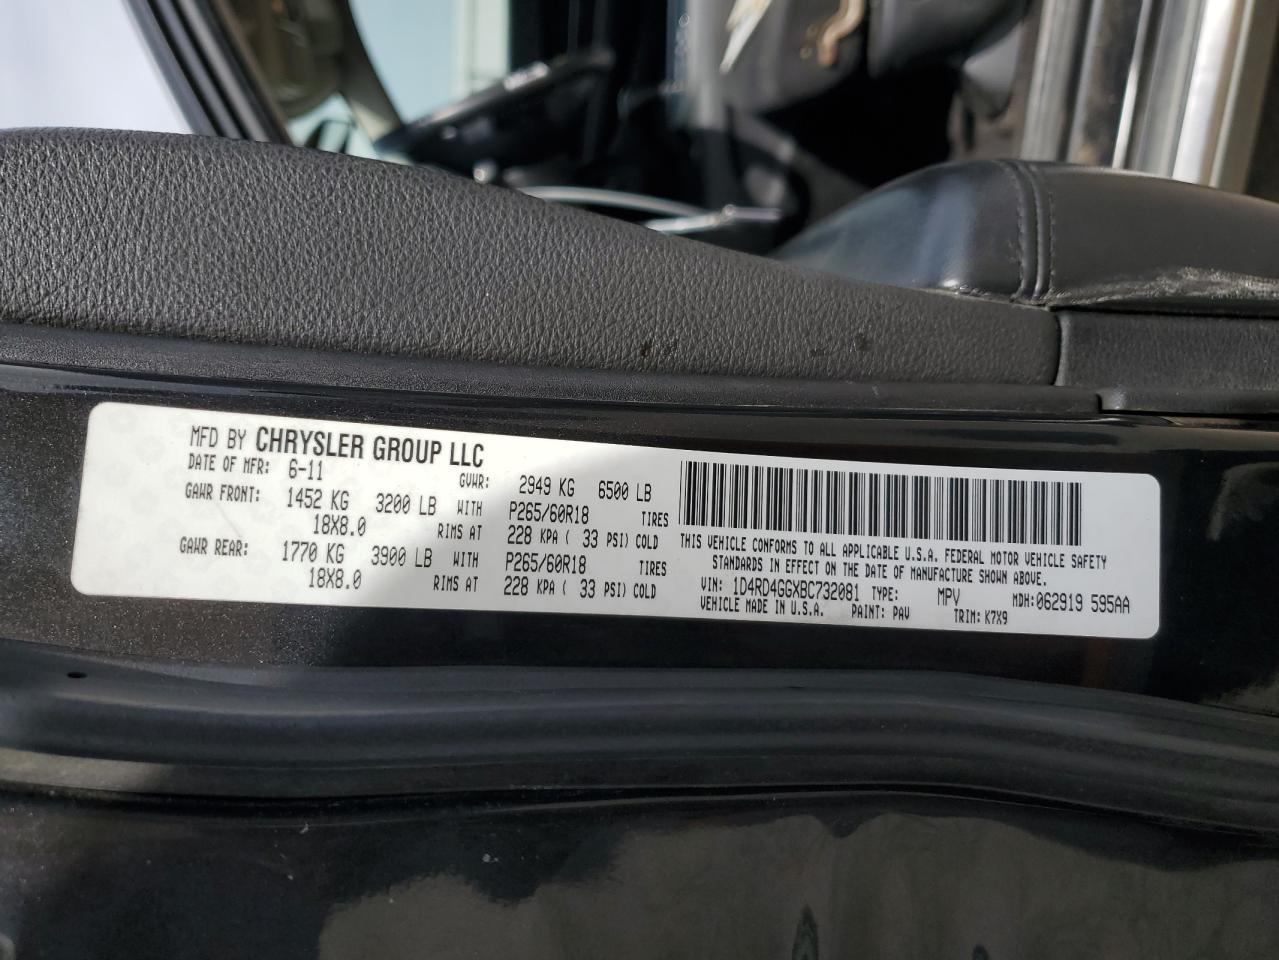 MFD BY CHRYSLER GROUP LLC
DATE OF MFR: 6-11 GVWR: 2949 KG 6500 LB
GAWR FRONT: 1452 KG 3200 LB WITH P265/60R18 TIRES
18X8.0 RIMS AT 228 KPA ( 33 PSI) COLD
GAWR REAR: 1770 KG 3900 LB WITH P265/60R18 TIRES
18X8.0 RIMS AT 228 KPA ( 33 PSI) COLD
THIS VEHICLE CONFORMS TO ALL APPLICABLE U.S.A. FEDERAL MOTOR VEHICLE SAFETY
STANDARDS IN EFFECT ON THE DATE OF MANUFACTURE SHOWN ABOVE.
VIN: 1D4RD4GGXBC732081 TYPE: MPV MDH:062919 595AA
VEHICLE MADE IN U.S.A. PAINT: PAV TRIM: K7X9